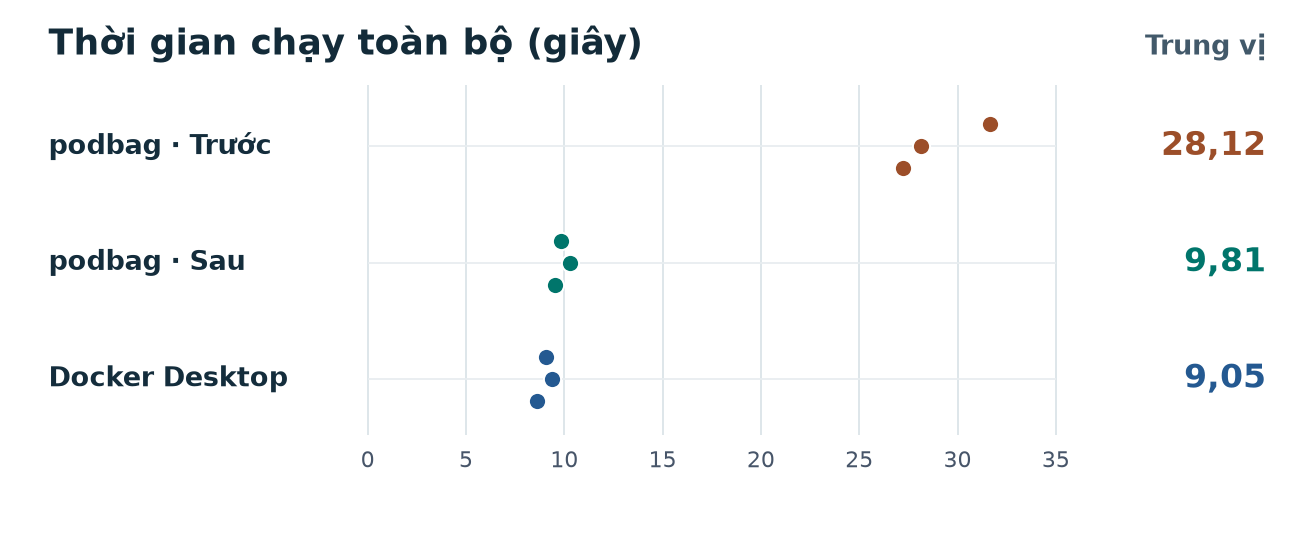 Thời gian chạy toàn bộ (giây)
Trung vị
podbag · Trước
28,12
podbag · Sau
9,81
Docker Desktop
9,05
0 5 10 15 20 25 30 35